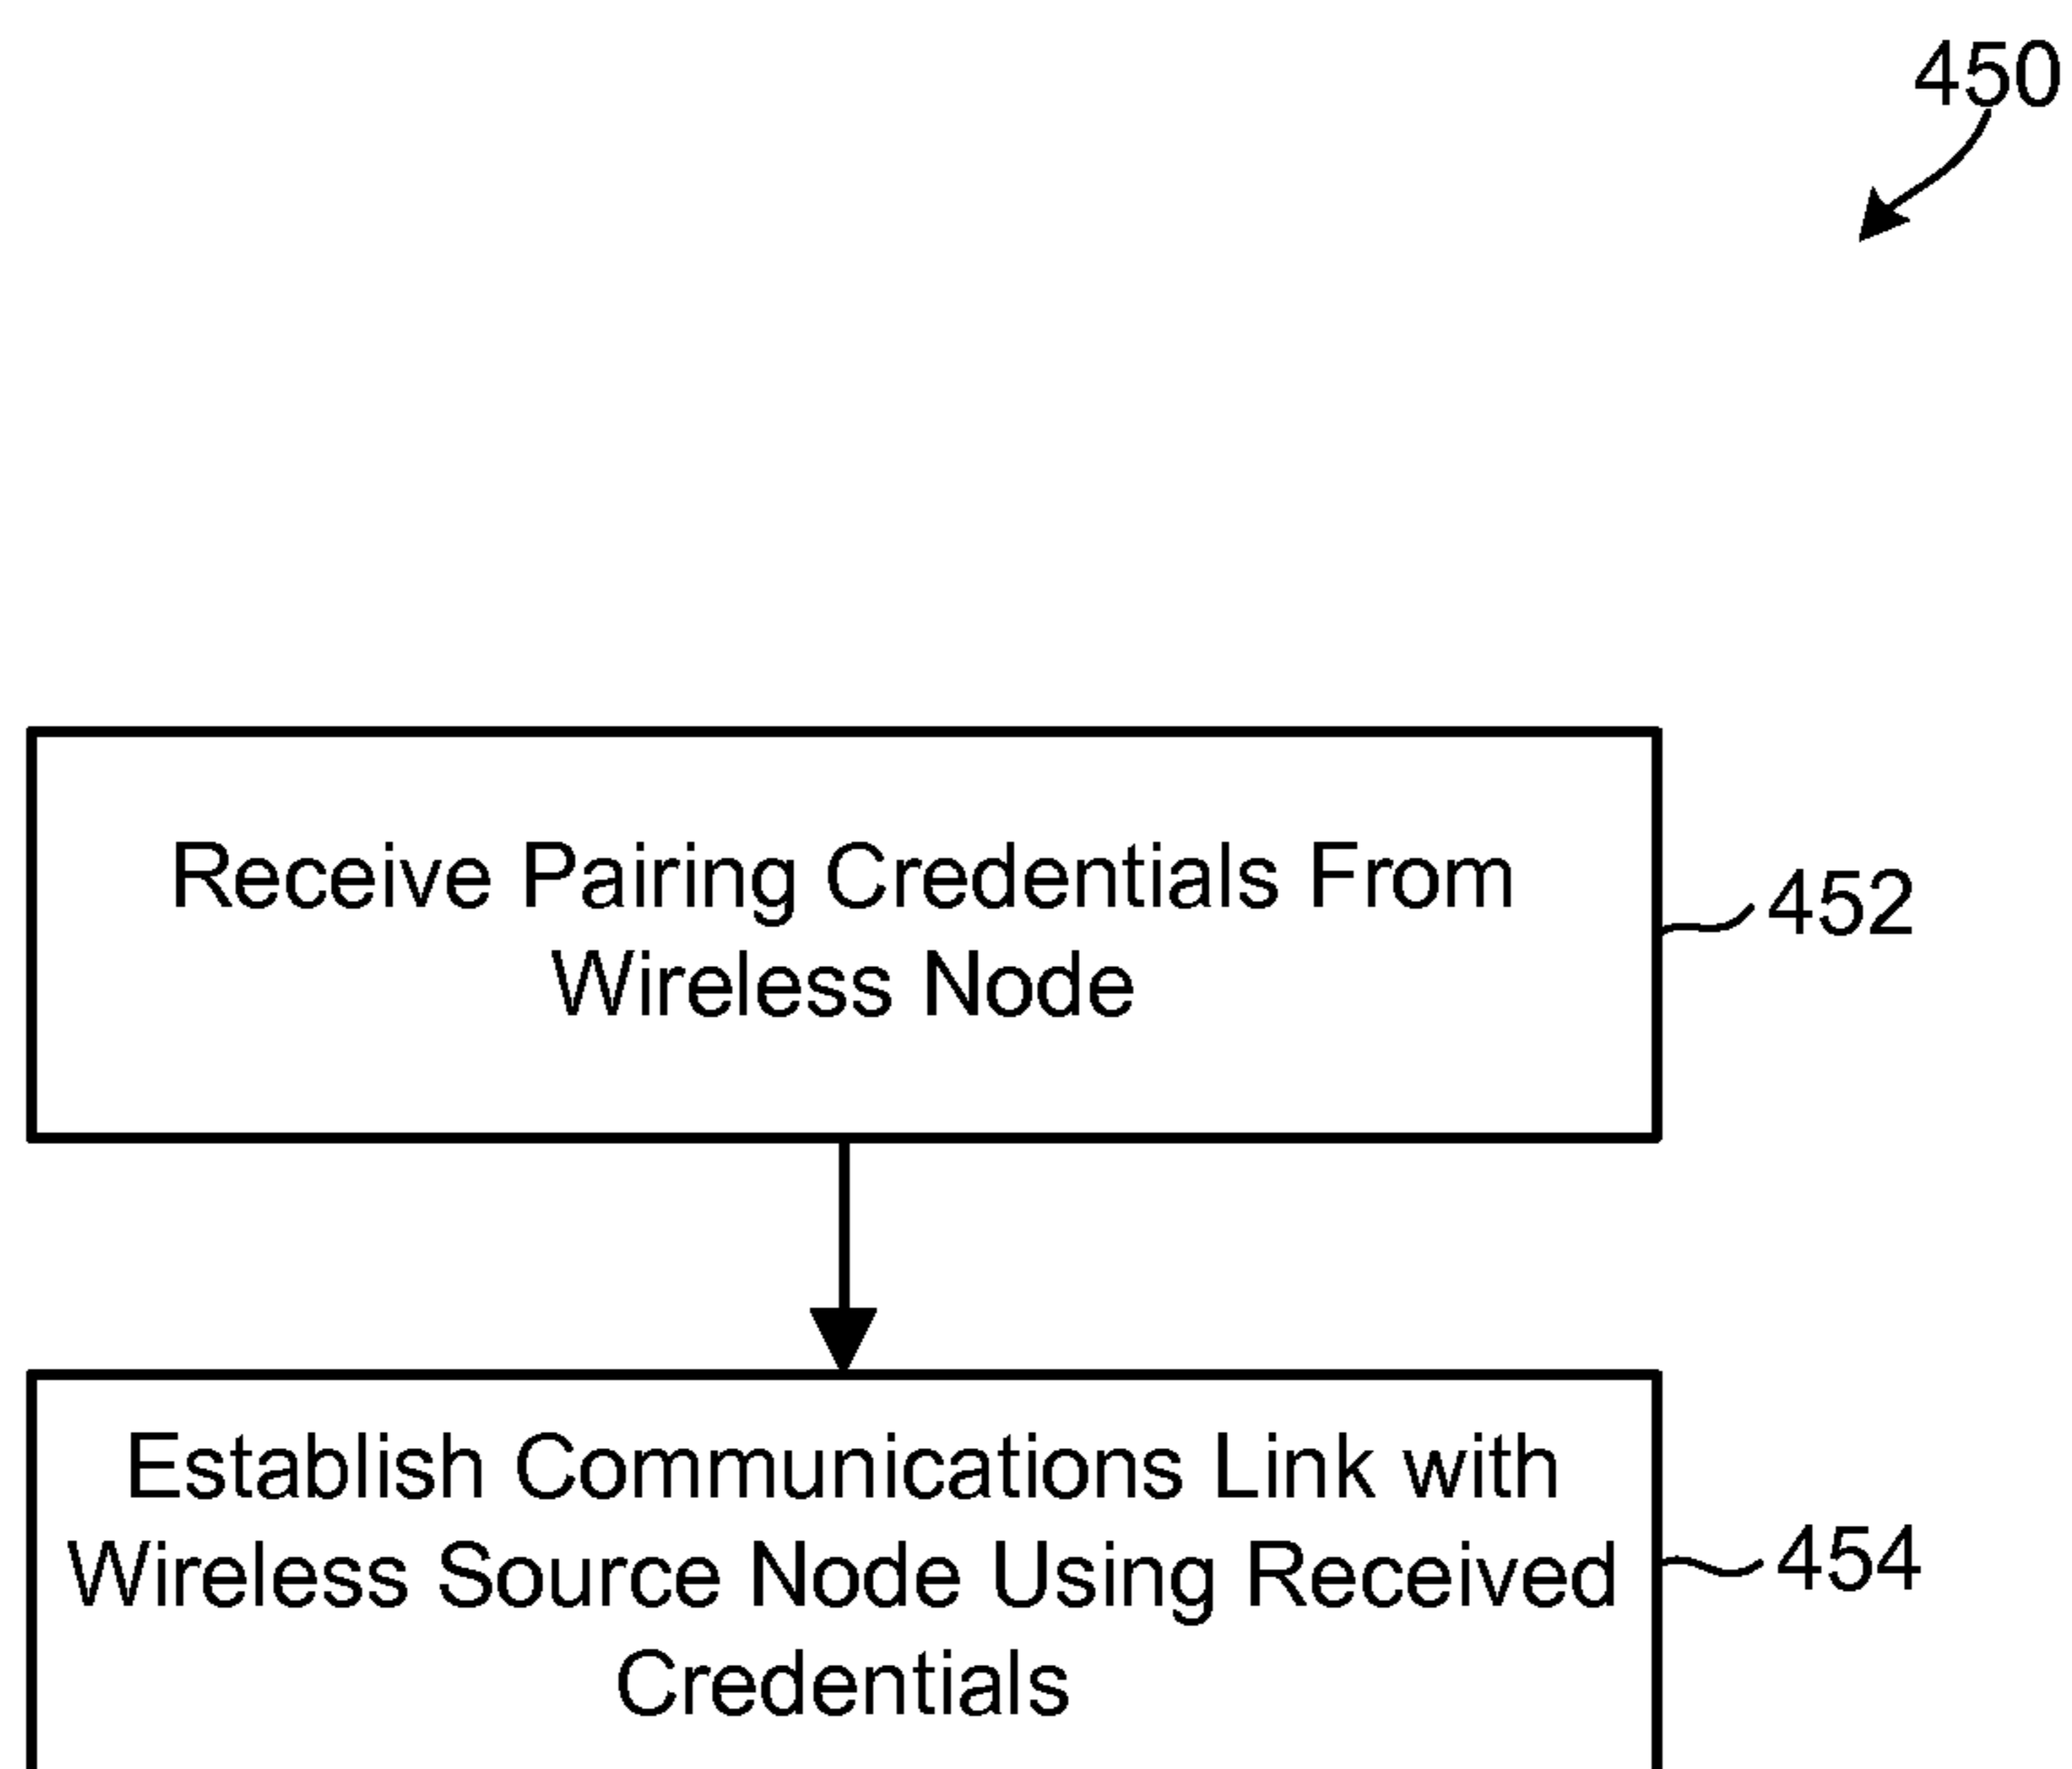 450
Receive Pairing Credentials From
Wireless Node
452
Establish Communications Link with
Wireless Source Node Using Received
Credentials
454